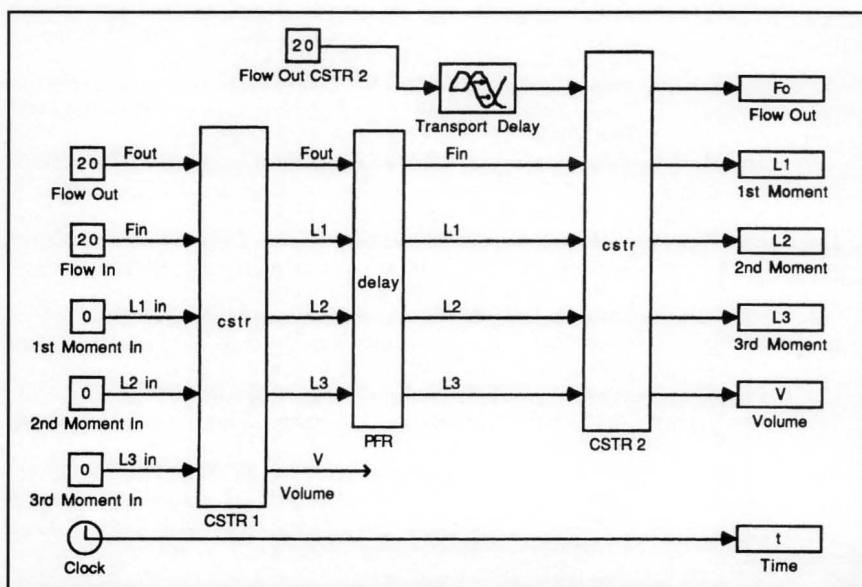 20
Flow Out CSTR 2
Transport Delay
Fo
Flow Out
20
Fout
Flow Out
Fout
Fin
L1
1st Moment
20
Fin
Flow In
L1
L1
L2
2nd Moment
cstr
delay
cstr
0
L1 in
1st Moment In
L2
L2
L3
3rd Moment
0
L2 in
2nd Moment In
L3
L3
V
Volume
PFR
CSTR 2
0
L3 in
3rd Moment In
V
Volume
CSTR 1
Clock
t
Time